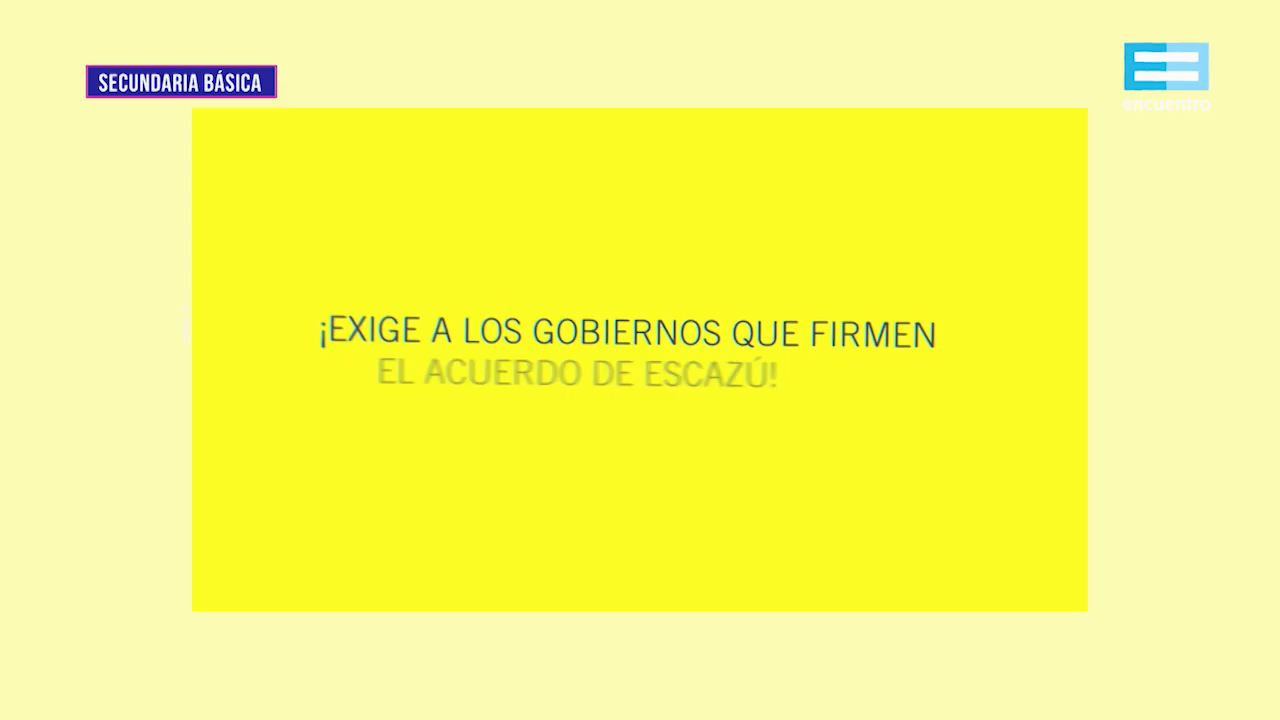 SECUNDARIA BÁSICA
encuentro
¡EXIGE A LOS GOBIERNOS QUE FIRMEN
EL ACUERDO DE ESCAZÚ!